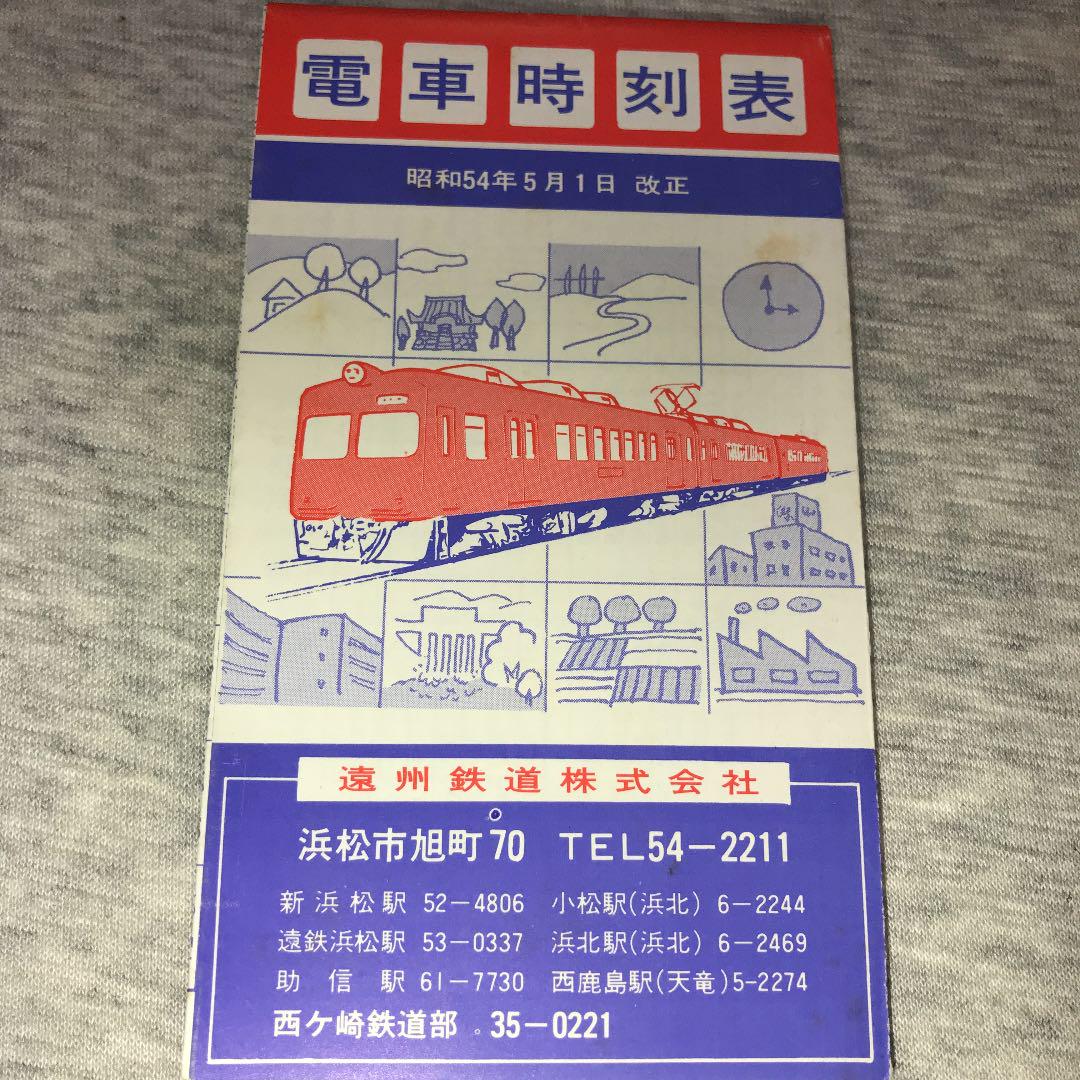 電車時刻表
昭和54年5月1日 改正
遠州鉄道株式会社
浜松市旭町70 TEL54-2211
新浜松駅 52-4806 小松駅(浜北) 6-2244
遠鉄浜松駅 53-0337 浜北駅(浜北) 6-2469
助信駅 61-7730 西鹿島駅(天竜)5-2274
西ケ崎鉄道部 35-0221